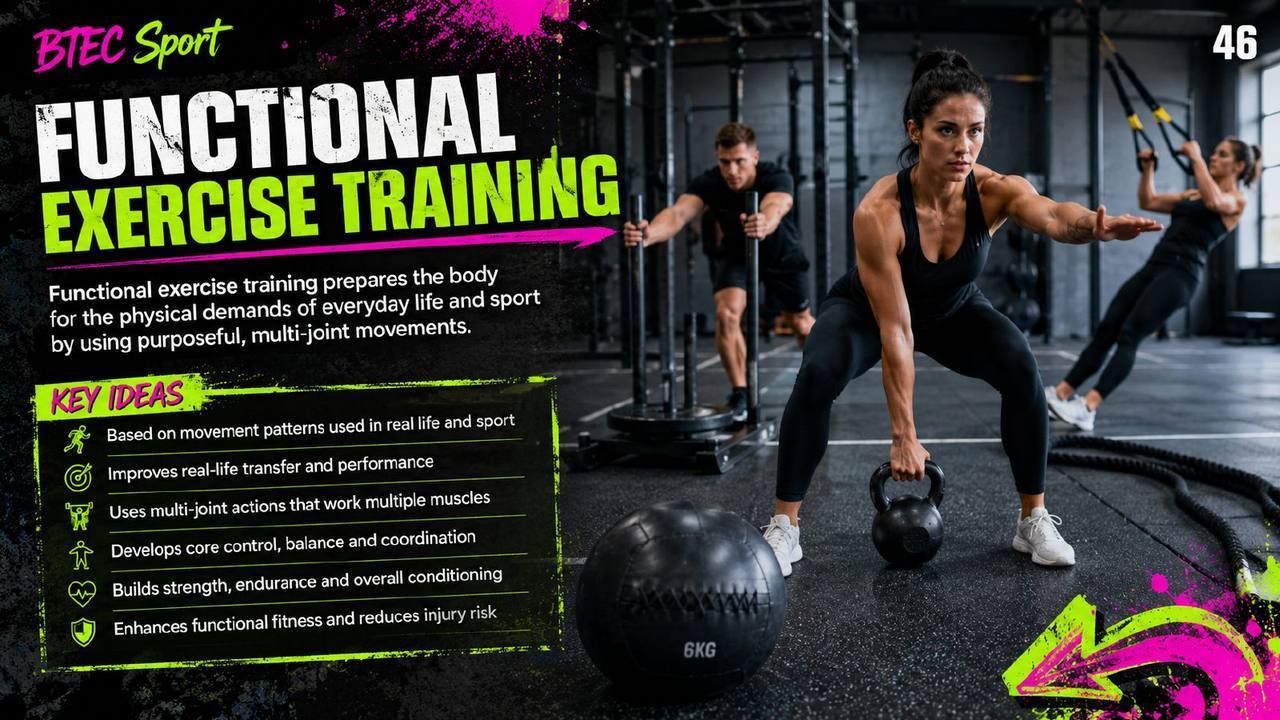 BTEC Sport
46
FUNCTIONAL
EXERCISE TRAINING
Functional exercise training prepares the body
for the physical demands of everyday life and sport
by using purposeful, multi-joint movements.
KEY IDEAS
Based on movement patterns used in real life and sport
Improves real-life transfer and performance
Uses multi-joint actions that work multiple muscles
Develops core control, balance and coordination
Builds strength, endurance and overall conditioning
Enhances functional fitness and reduces injury risk
6KG